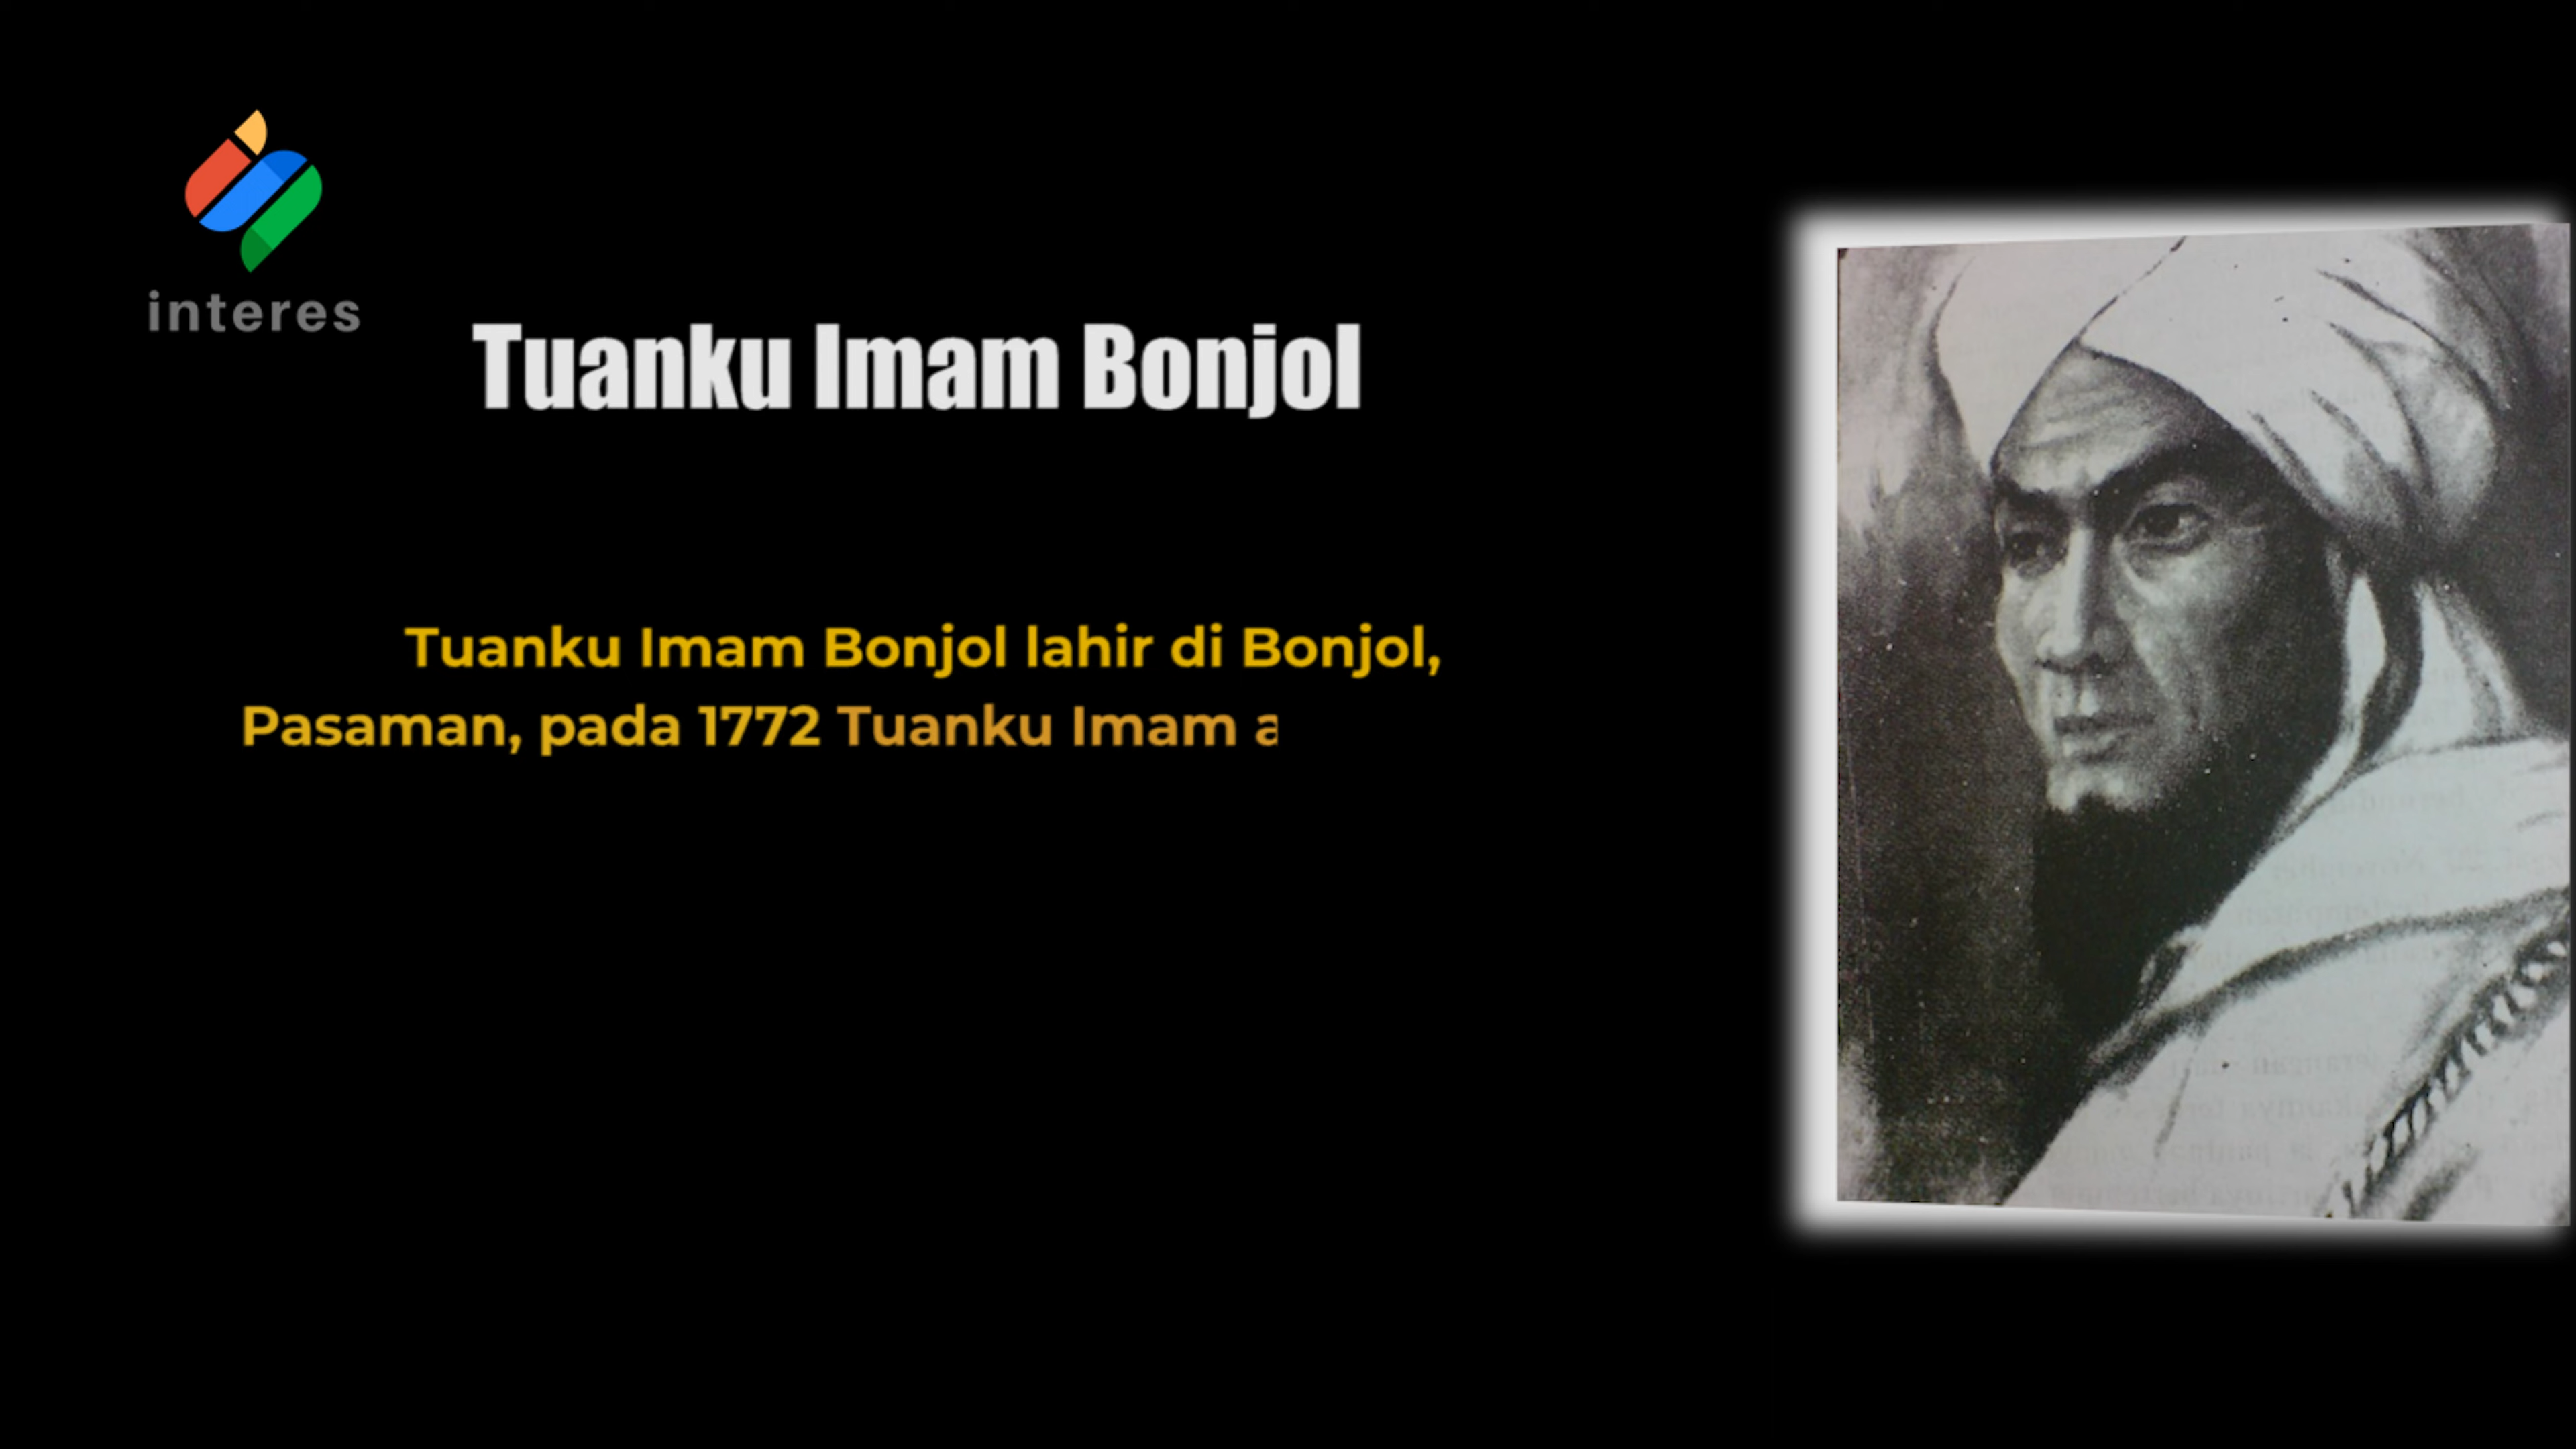 interes
Tuanku Imam Bonjol
Tuanku Imam Bonjol lahir di Bonjol,
Pasaman, pada 1772 Tuanku Imam a